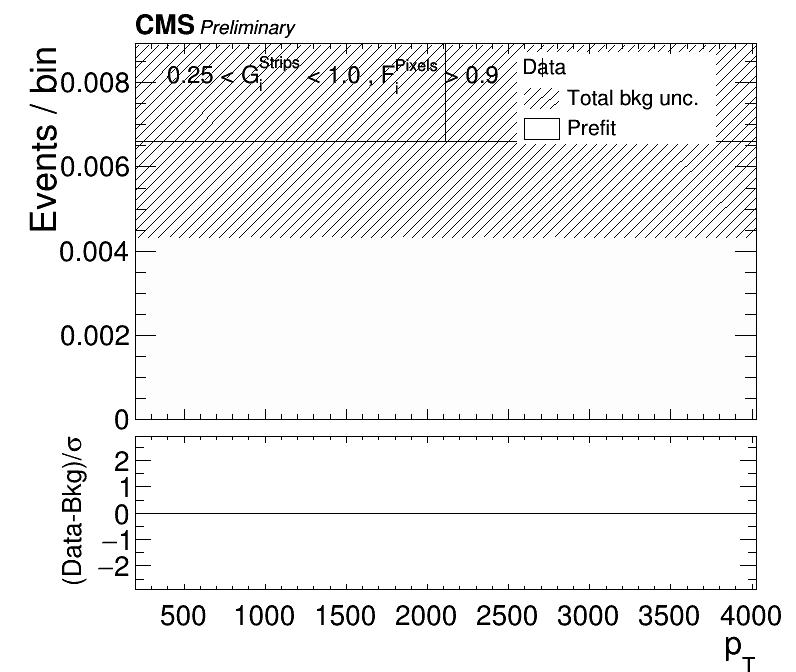 CMS Preliminary
Events / bin
0.25 < G_i^Strips < 1.0 , F_i^Pixels > 0.9
Data
Total bkg unc.
Prefit
0.008
0.006
0.004
0.002
0
(Data-Bkg)/σ
2
1
0
−1
−2
500 1000 1500 2000 2500 3000 3500 4000
p_T